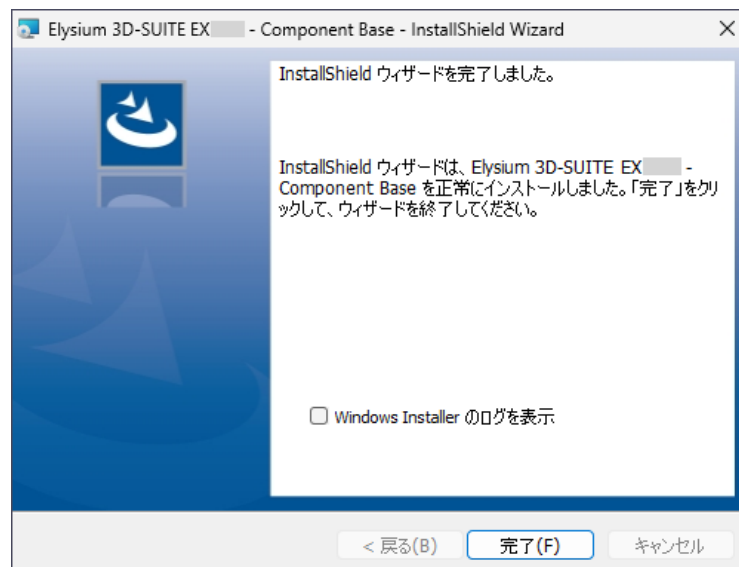 Elysium 3D-SUITE EX - Component Base - InstallShield Wizard
InstallShield ウィザードを完了しました。
InstallShield ウィザードは、Elysium 3D-SUITE EX -
Component Base を正常にインストールしました。「完了」をクリ
ックして、ウィザードを終了してください。
Windows Installer のログを表示
< 戻る(B)
完了(F)
キャンセル